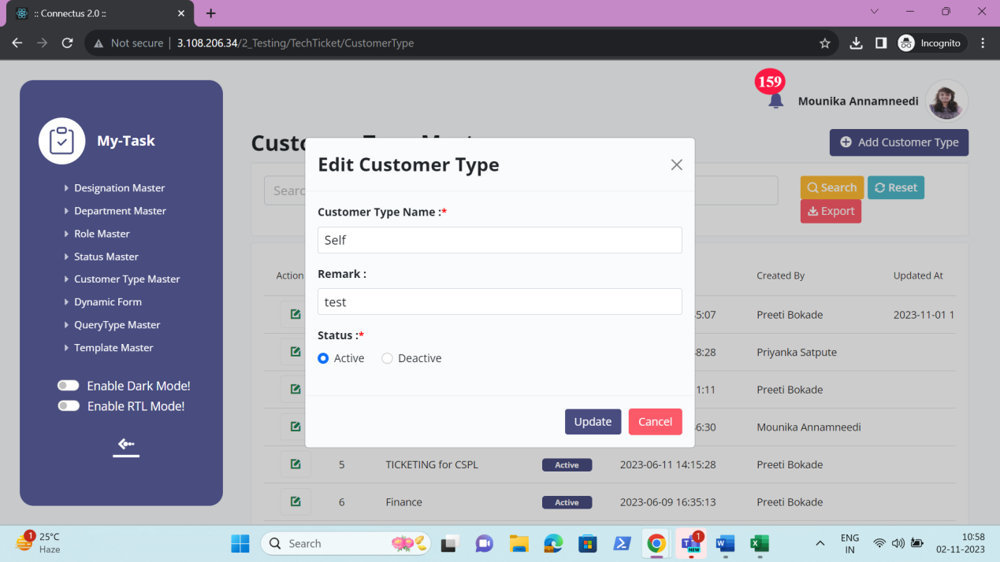 :: Connectus 2.0 ::
Not secure 3.108.206.34/2_Testing/TechTicket/CustomerType
Incognito
159
Mounika Annamneedi
My-Task
Designation Master
Department Master
Role Master
Status Master
Customer Type Master
Dynamic Form
QueryType Master
Template Master
Enable Dark Mode!
Enable RTL Mode!
Add Customer Type
Search
Reset
Export
Edit Customer Type
Customer Type Name :*
Self
Remark :
test
Status :*
Active Deactive
Update Cancel
Action Created By Updated At
5:07 Preeti Bokade 2023-11-01 1
8:28 Priyanka Satpute
1:11 Preeti Bokade
6:30 Mounika Annamneedi
5 TICKETING for CSPL Active 2023-06-11 14:15:28 Preeti Bokade
6 Finance Active 2023-06-09 16:35:13 Preeti Bokade
1
25°C
Haze
Search
1
NEW
ENG
IN
10:58
02-11-2023